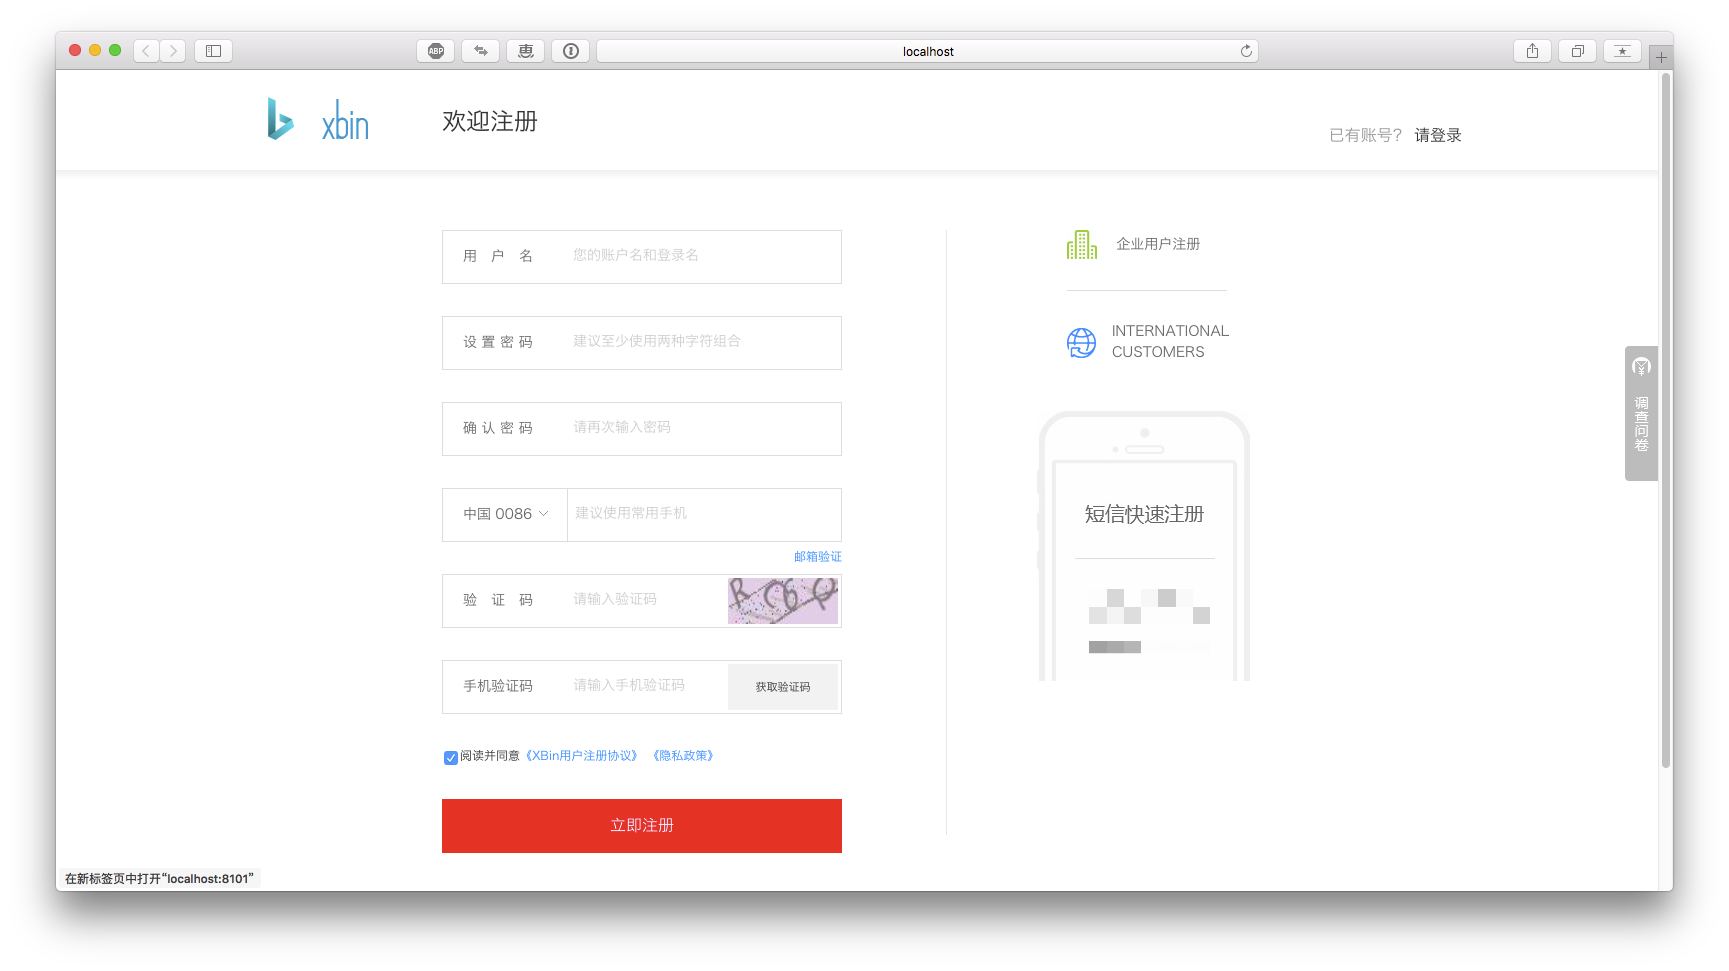 ABP
惠
localhost
xbin
欢迎注册
已有账号? 请登录
用 户 名 您的账户名和登录名
设 置 密 码 建议至少使用两种字符组合
确 认 密 码 请再次输入密码
中国 0086 建议使用常用手机
邮箱验证
验 证 码 请输入验证码
手机验证码 请输入手机验证码 获取验证码
阅读并同意《XBin用户注册协议》 《隐私政策》
立即注册
企业用户注册
INTERNATIONAL
CUSTOMERS
短信快速注册
调查问卷
在新标签页中打开“localhost:8101”